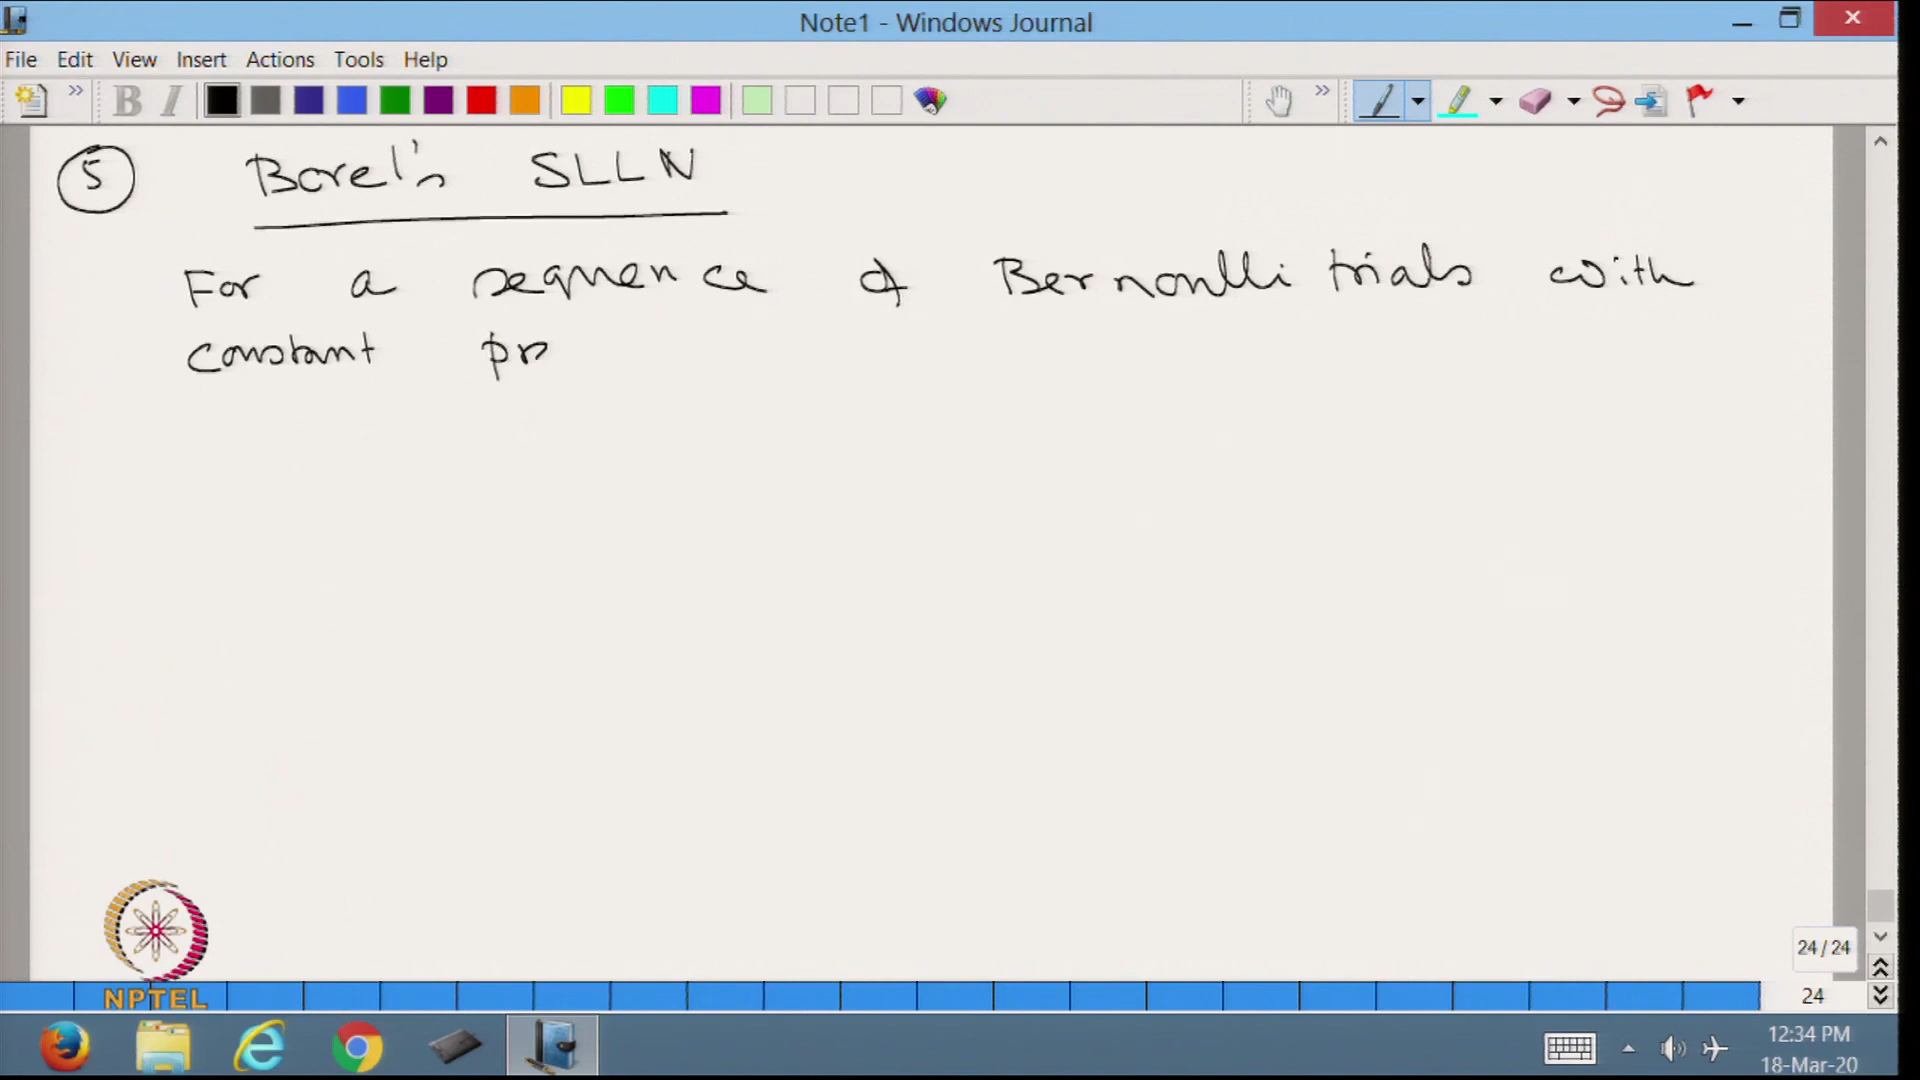 Note1 - Windows Journal
File Edit View Insert Actions Tools Help
B I
5 Borel's SLLN
For a sequence of Bernoulli trials with
constant pr
24 / 24
NPTEL
24
12:34 PM
18-Mar-20